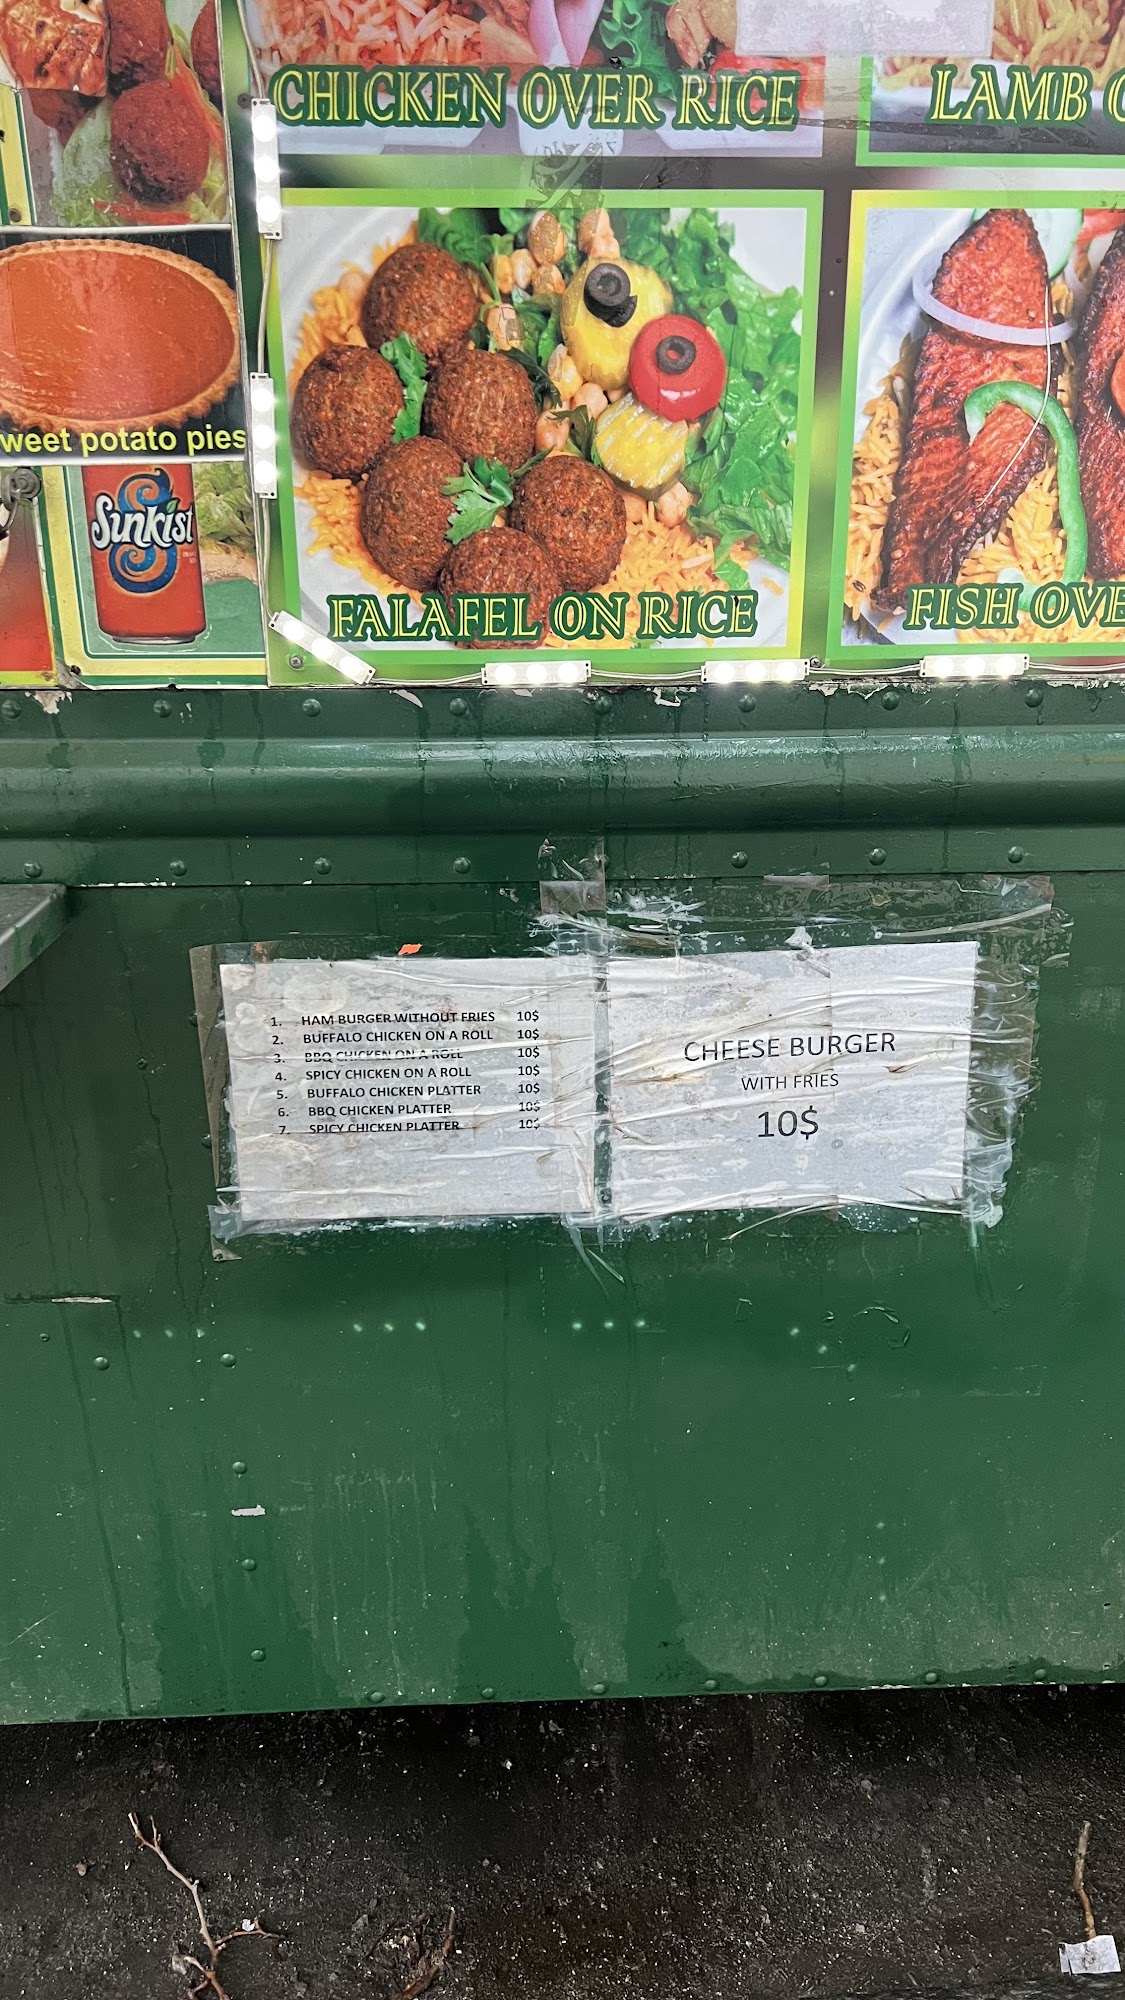 CHICKEN OVER RICE
LAMB
weet potato pies
Sunkist
FALAFEL ON RICE
FISH OVE
1. HAM BURGER WITHOUT FRIES 10$
2. BUFFALO CHICKEN ON A ROLL 10$
3. BBQ CHICKEN ON A ROLL 10$
4. SPICY CHICKEN ON A ROLL 10$
5. BUFFALO CHICKEN PLATTER 10$
6. BBQ CHICKEN PLATTER 10$
7. SPICY CHICKEN PLATTER 10$
CHEESE BURGER
WITH FRIES
10$